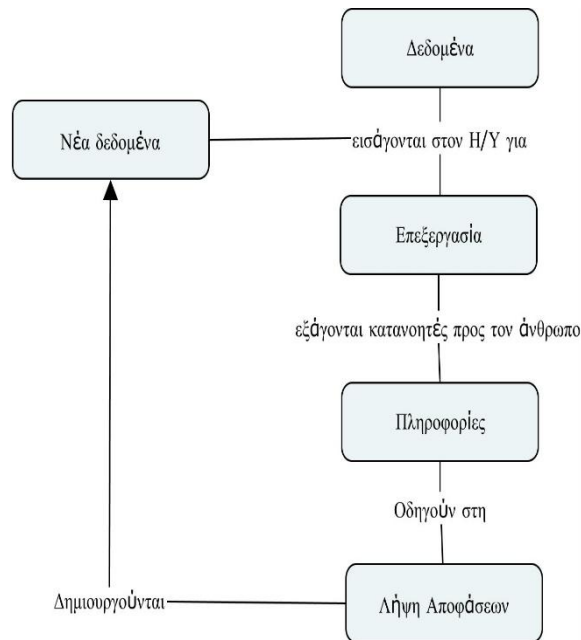 Δεδομένα
Νέα δεδομένα
εισάγονται στον Η/Υ για
Επεξεργασία
εξάγονται κατανοητές προς τον άνθρωπο
Πληροφορίες
Οδηγούν στη
Δημιουργούνται
Λήψη Αποφάσεων